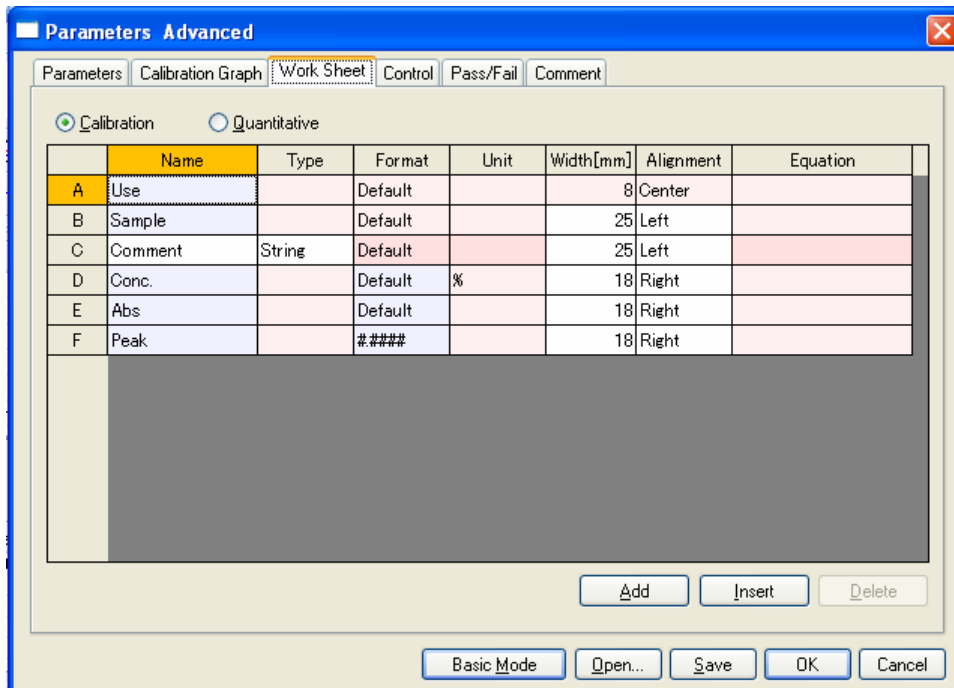 Parameters Advanced
Parameters Calibration Graph Work Sheet Control Pass/Fail Comment
Calibration Quantitative
Name Type Format Unit Width[mm] Alignment Equation
A Use Default 8 Center
B Sample Default 25 Left
C Comment String Default 25 Left
D Conc. Default % 18 Right
E Abs Default 18 Right
F Peak #.#### 18 Right
Add Insert Delete
Basic Mode Open... Save OK Cancel